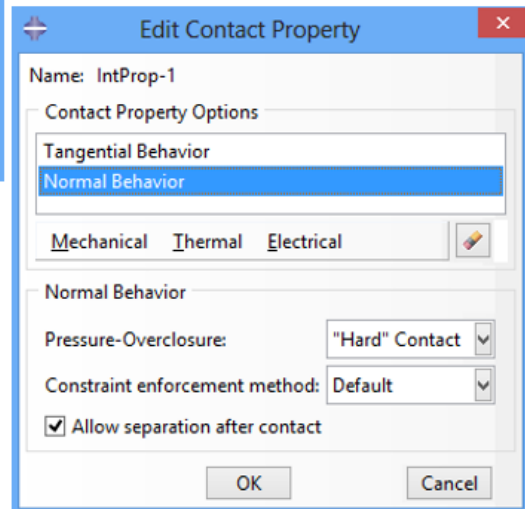 Edit Contact Property
Name: IntProp-1
Contact Property Options
Tangential Behavior
Normal Behavior
Mechanical Thermal Electrical
Normal Behavior
Pressure-Overclosure: "Hard" Contact
Constraint enforcement method: Default
Allow separation after contact
OK Cancel